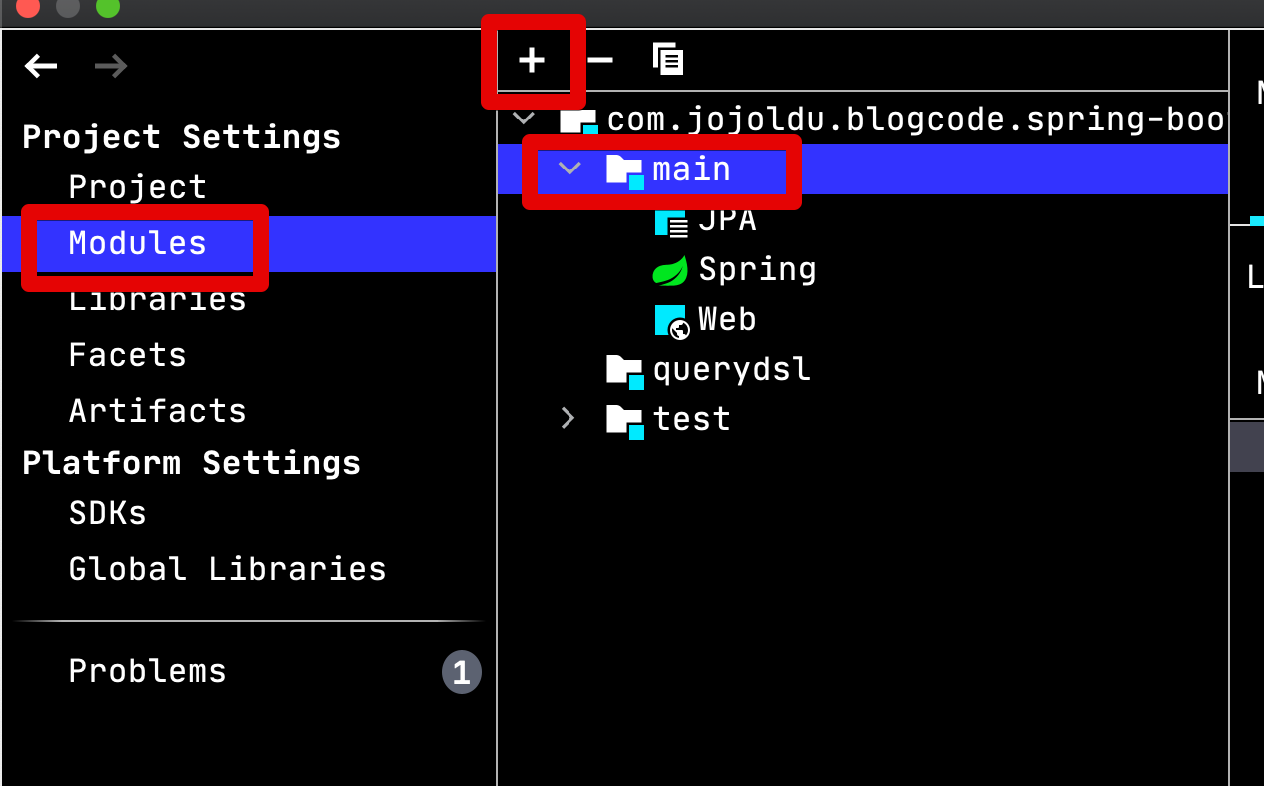 Project Settings
Project
Modules
Libraries
Facets
Artifacts
Platform Settings
SDKs
Global Libraries
Problems
1
com.jojoldu.blogcode.spring-boo
main
JPA
Spring
Web
querydsl
test